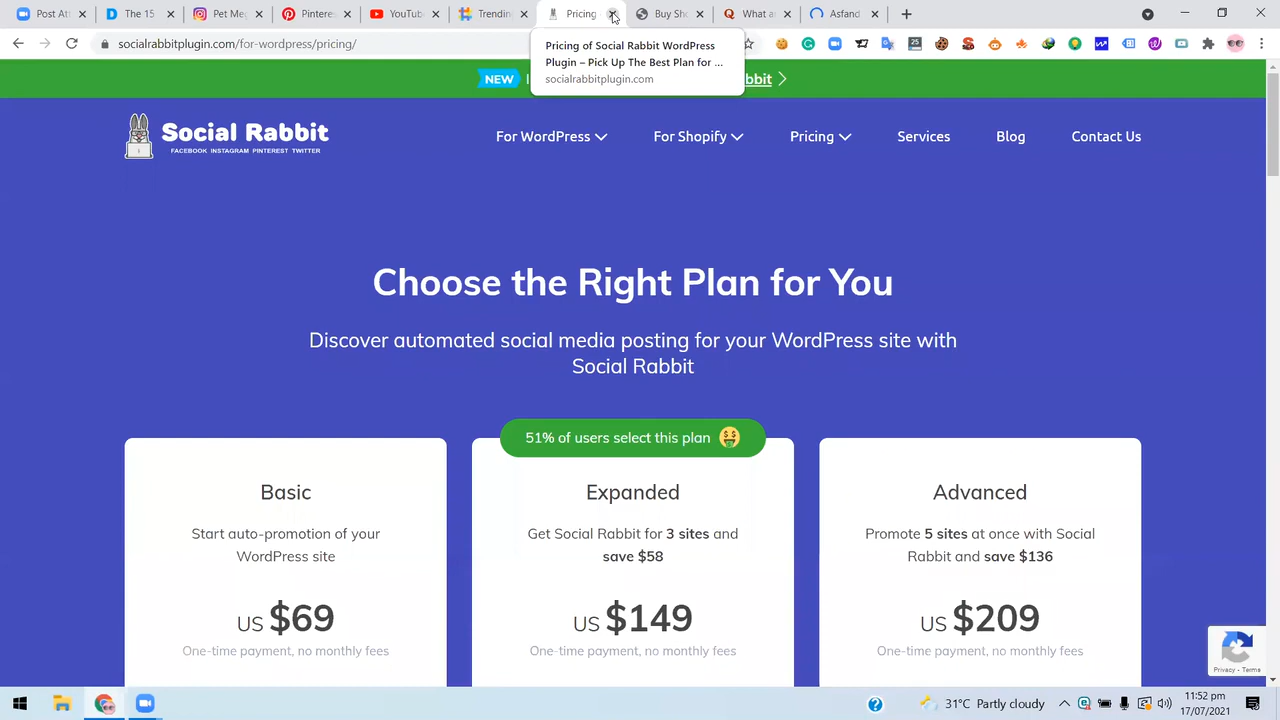 Post Att
The 15
Instagram
Pinteres
YouTub
Trending
Pricing
Buy Sho
What a
Asfand
socialrabbitplugin.com/for-wordpress/pricing/
Pricing of Social Rabbit WordPress
Plugin – Pick Up The Best Plan for ...
socialrabbitplugin.com
NEW
bbit
Social Rabbit
FACEBOOK INSTAGRAM PINTEREST TWITTER
For WordPress
For Shopify
Pricing
Services
Blog
Contact Us
Choose the Right Plan for You
Discover automated social media posting for your WordPress site with
Social Rabbit
51% of users select this plan
Basic
Start auto-promotion of your
WordPress site
US $69
One-time payment, no monthly fees
Expanded
Get Social Rabbit for 3 sites and
save $58
US $149
One-time payment, no monthly fees
Advanced
Promote 5 sites at once with Social
Rabbit and save $136
US $209
One-time payment, no monthly fees
Privacy - Terms
31°C Partly cloudy
11:52 pm
17/07/2021